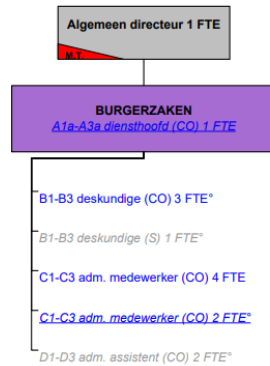 Algemeen directeur 1 FTE
M.T.
BURGERZAKEN
A1a-A3a diensthoofd (CO) 1 FTE
B1-B3 deskundige (CO) 3 FTE°
B1-B3 deskundige (S) 1 FTE°
C1-C3 adm. medewerker (CO) 4 FTE
C1-C3 adm. medewerker (CO) 2 FTE°
D1-D3 adm. assistent (CO) 2 FTE°